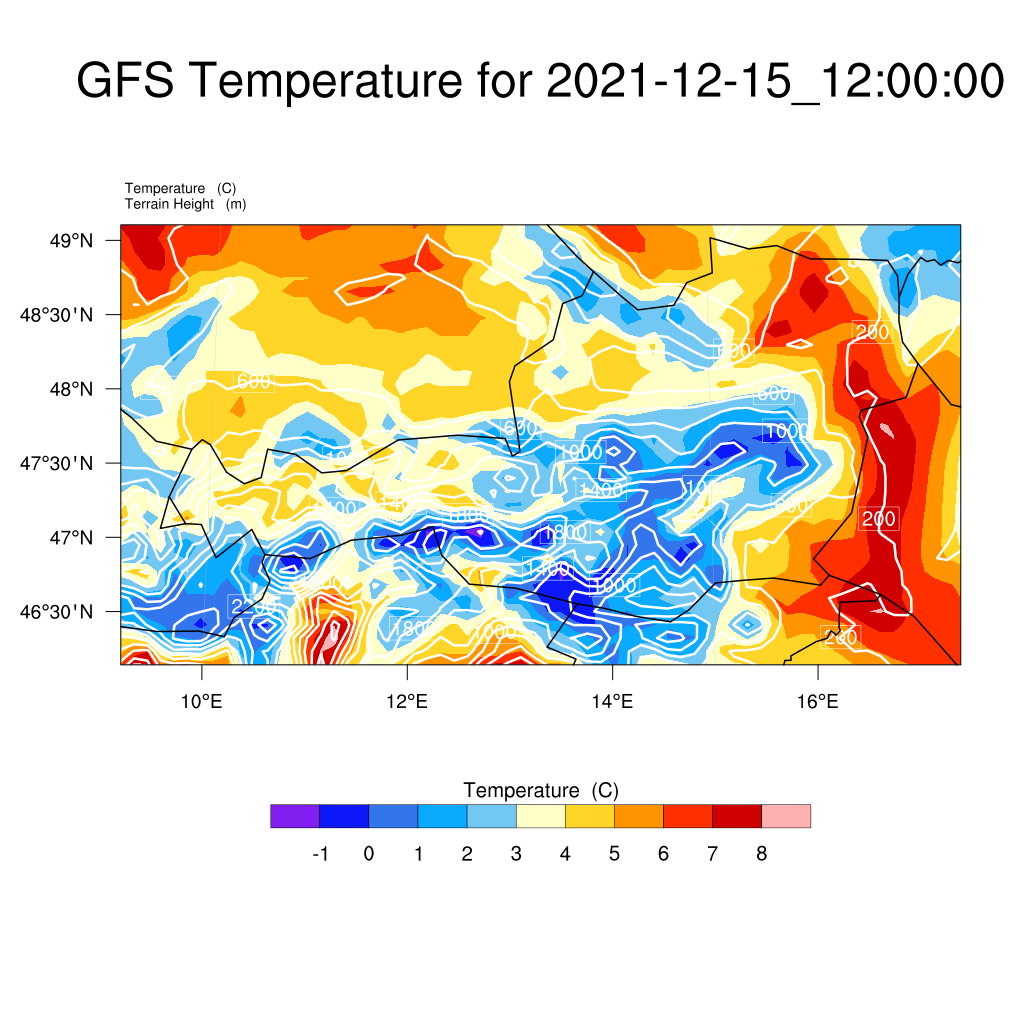 GFS Temperature for 2021-12-15_12:00:00
Temperature (C)
Terrain Height (m)
49°N
48°30'N
48°N
47°30'N
47°N
46°30'N
200
600
600
600
600
1000
1000
1400
200
1800
1400
1000
1800
200
10°E
12°E
14°E
16°E
Temperature (C)
-1 0 1 2 3 4 5 6 7 8